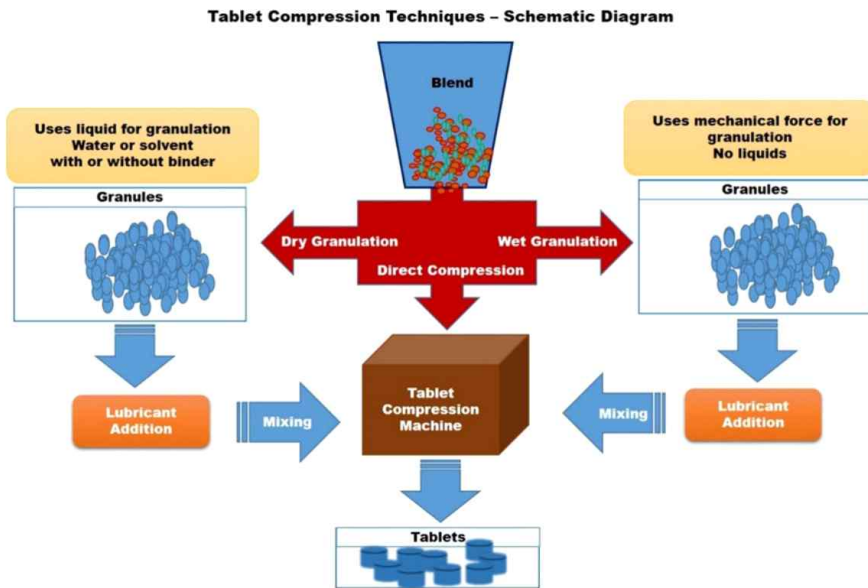 Tablet Compression Techniques – Schematic Diagram
Blend
Uses liquid for granulation
Water or solvent
with or without binder
Uses mechanical force for
granulation
No liquids
Granules
Granules
Dry Granulation
Wet Granulation
Direct Compression
Tablet
Compression
Machine
Lubricant
Addition
Mixing
Mixing
Lubricant
Addition
Tablets